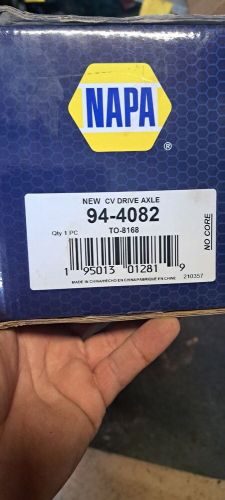 NAPA
®
NEW CV DRIVE AXLE
94-4082
Qty 1 PC
TO-8168
NO CORE
1 95013 01281 9
MADE IN CHINA/HECHO EN CHINA/FABRIQUE EN CHINE
210357